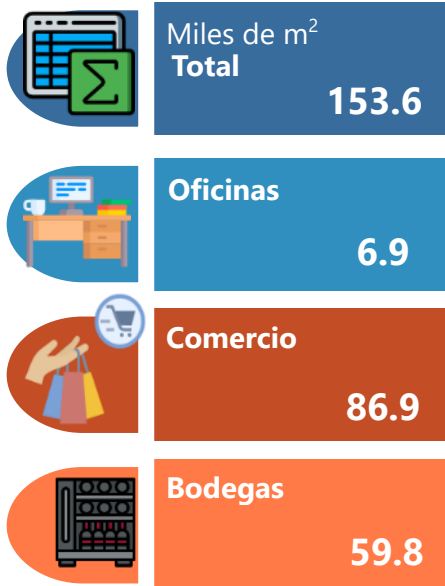 Miles de m²
Total
153.6
Oficinas
6.9
Comercio
86.9
Bodegas
59.8